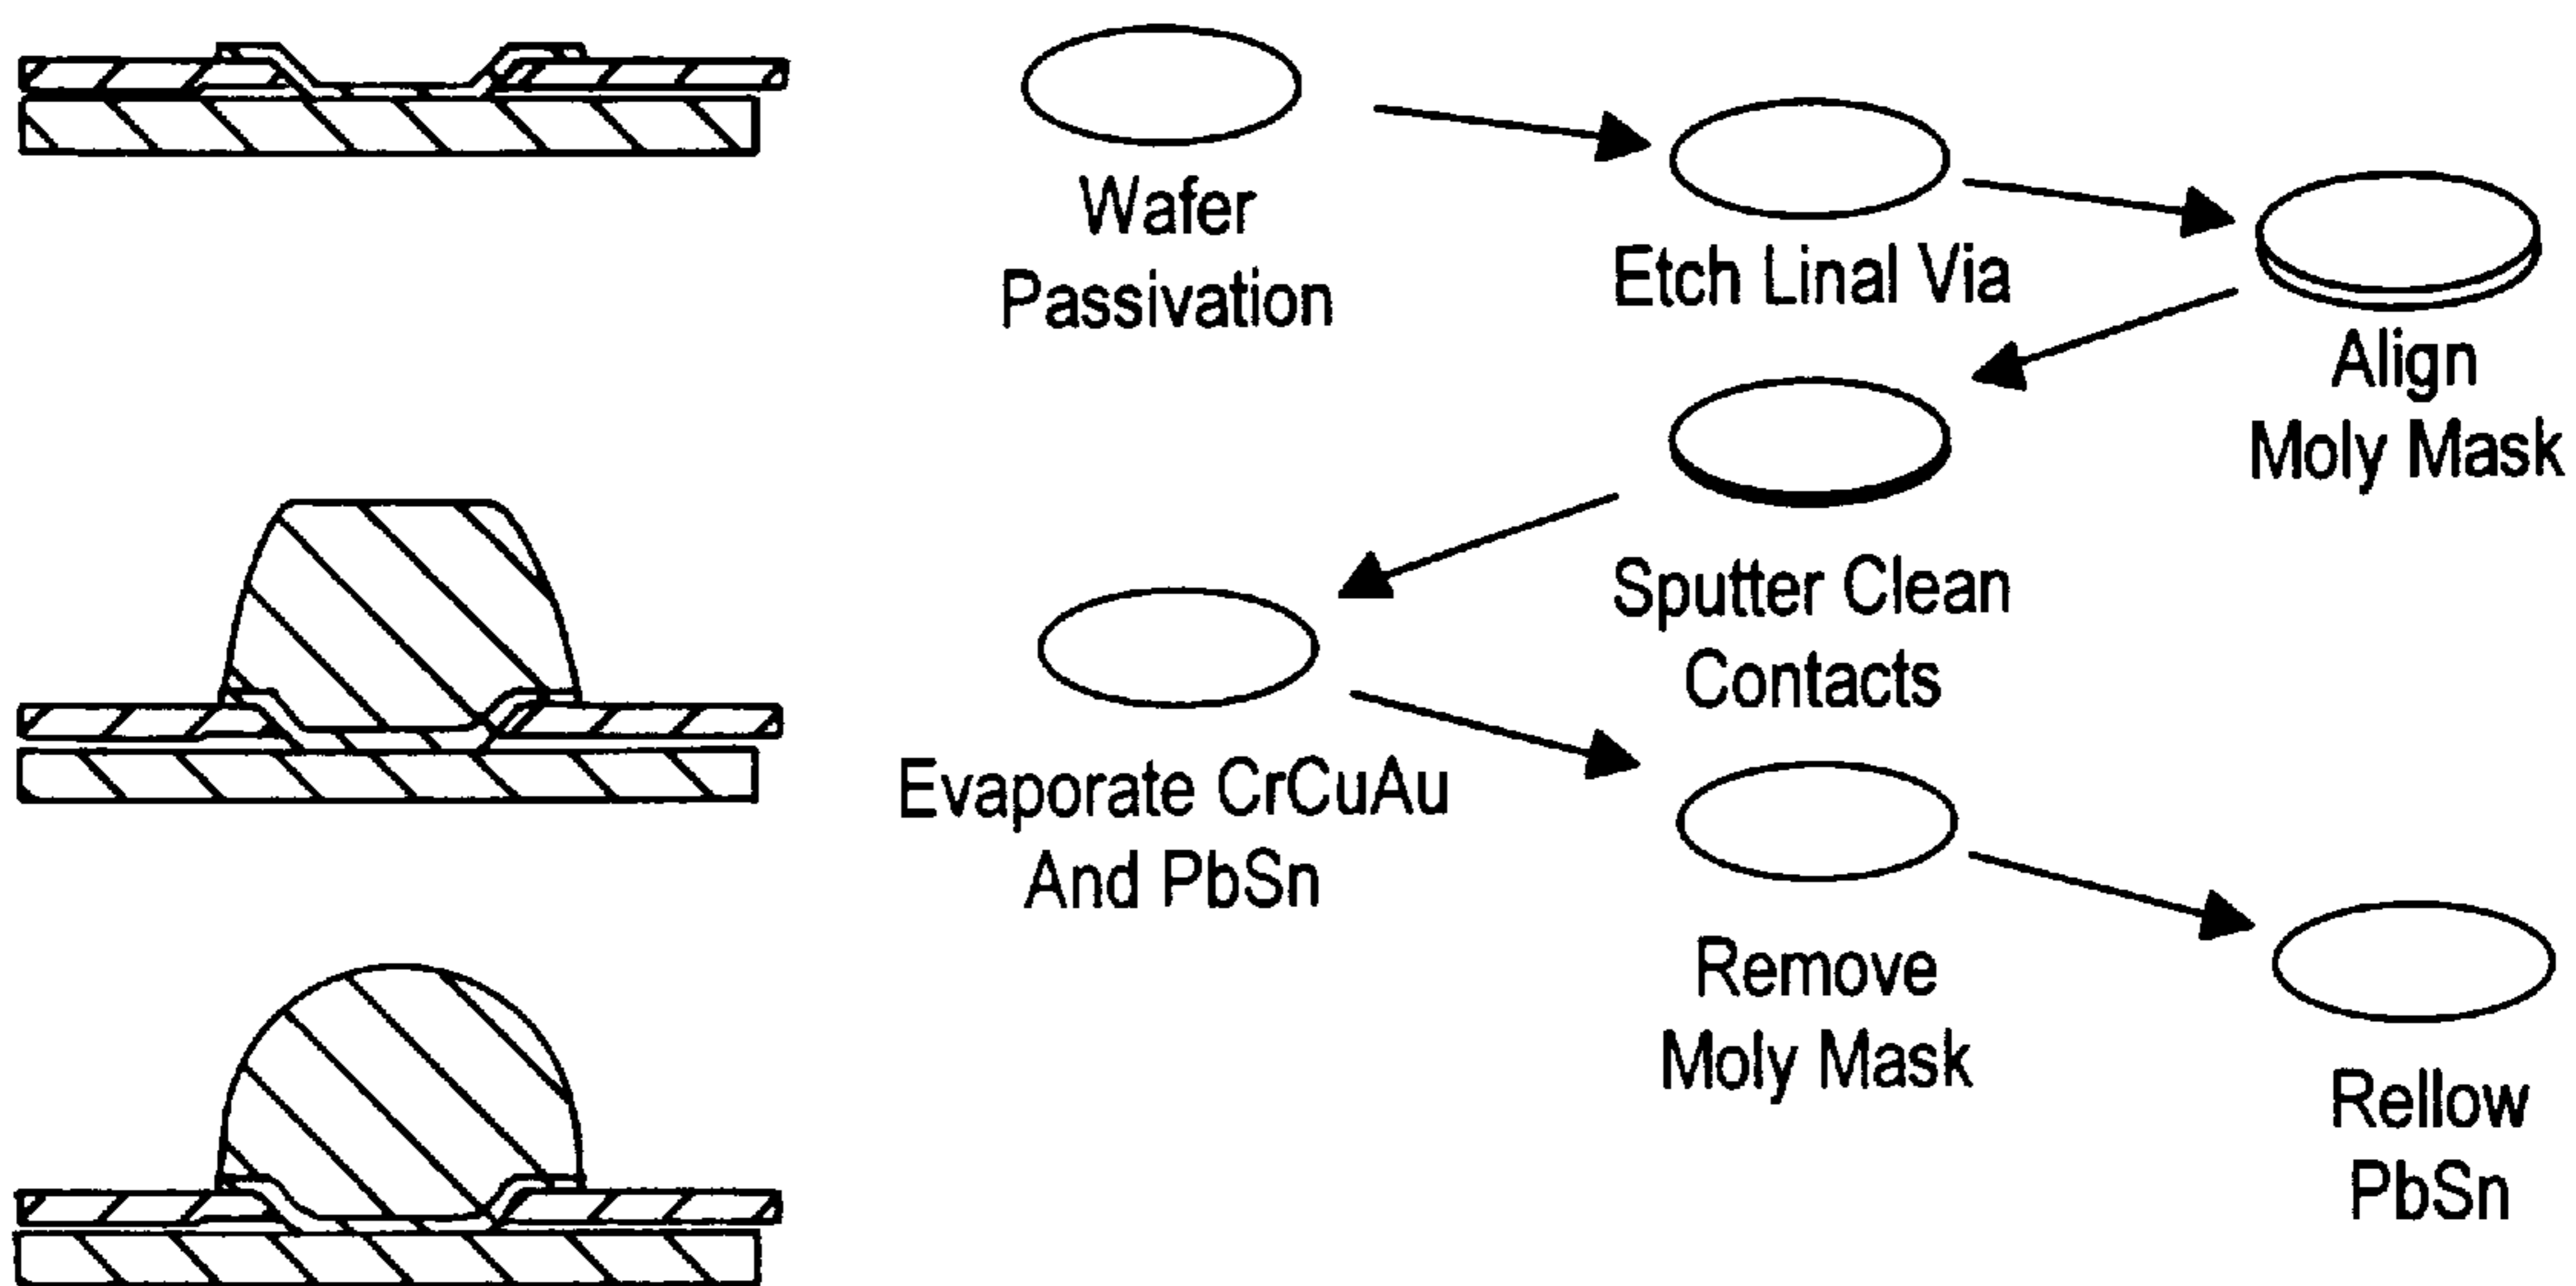 Wafer
Passivation
Etch Linal Via
Align
Moly Mask
Sputter Clean
Contacts
Evaporate CrCuAu
And PbSn
Remove
Moly Mask
Rellow
PbSn